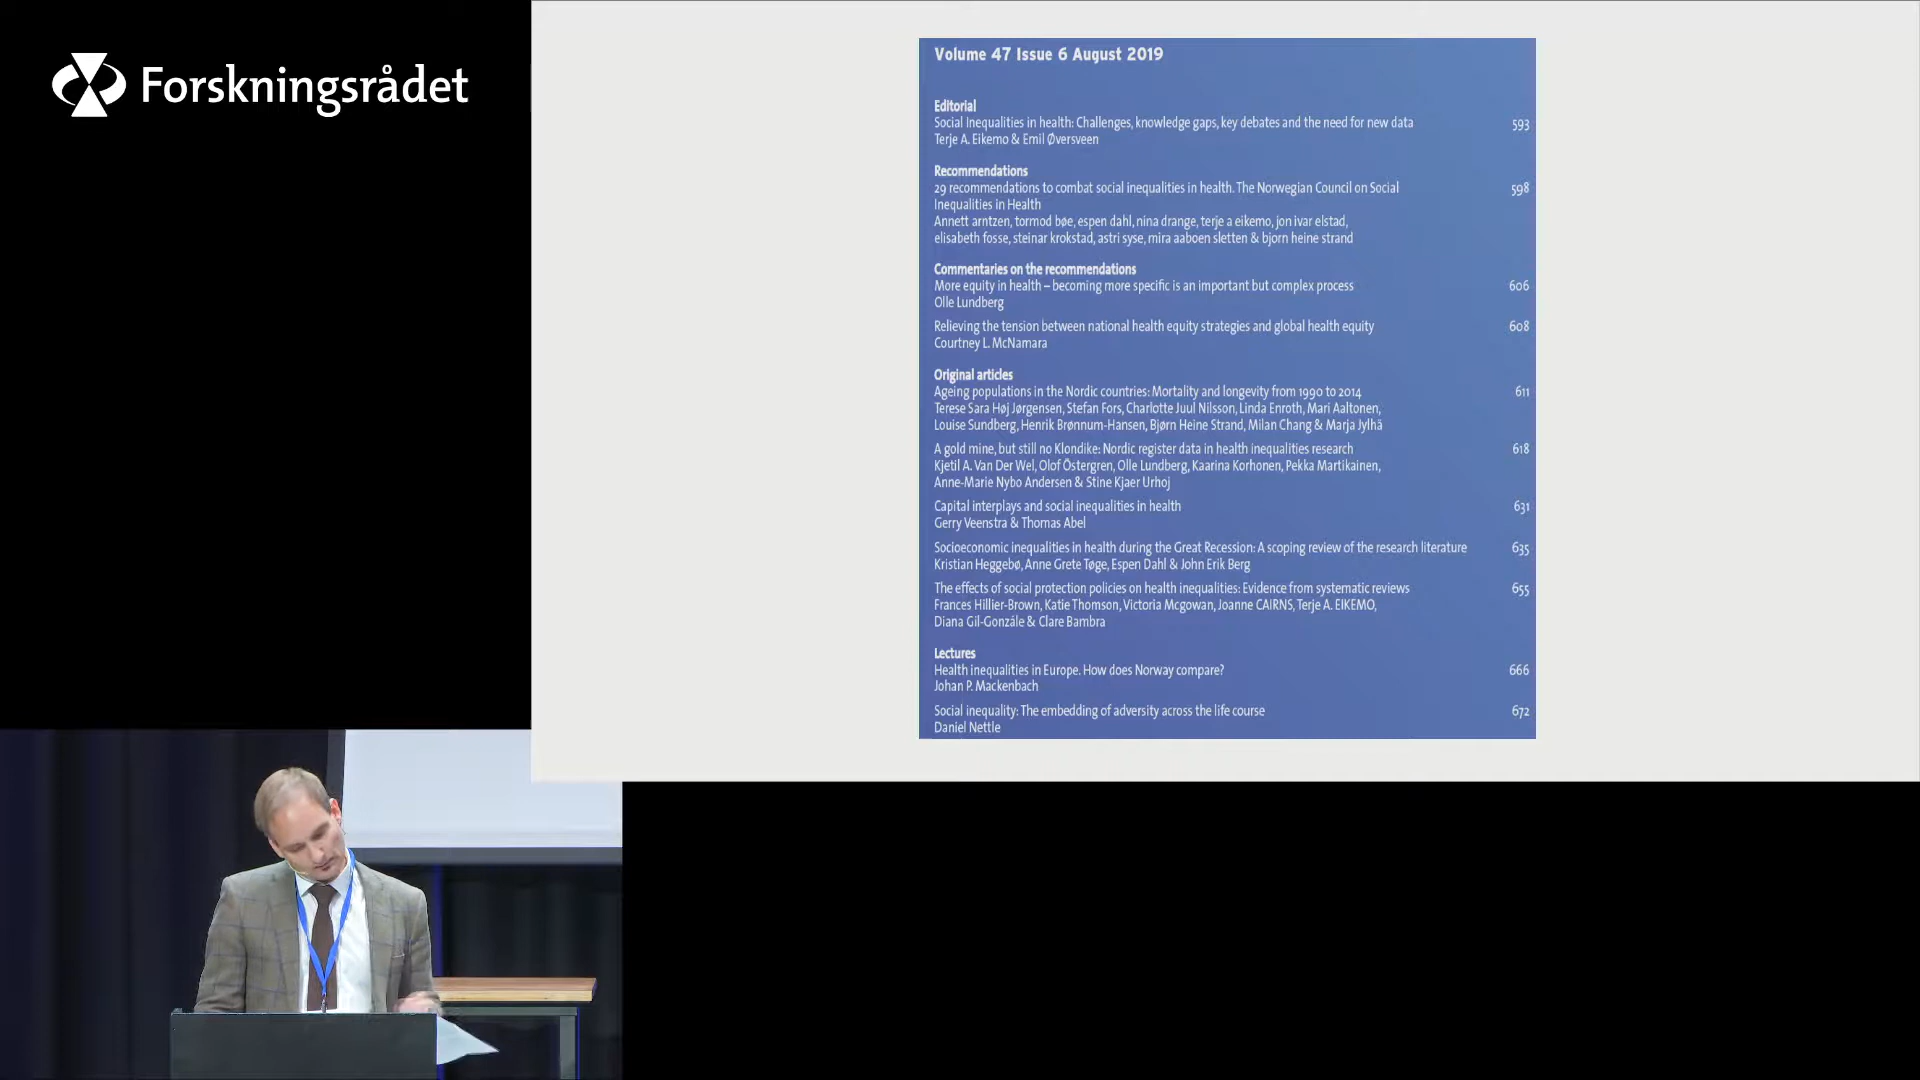 Forskningsrådet
Volume 47 Issue 6 August 2019
Editorial
Social Inequalities in health: Challenges, knowledge gaps, key debates and the need for new data 593
Terje A. Eikemo & Emil Øversveen
Recommendations
29 recommendations to combat social inequalities in health. The Norwegian Council on Social 598
Inequalities in Health
Annett arntzen, tormod bøe, espen dahl, nina drange, terje a eikemo, jon ivar elstad,
elisabeth fosse, steinar krokstad, astri syse, mira aaboen sletten & bjorn heine strand
Commentaries on the recommendations
More equity in health – becoming more specific is an important but complex process 606
Olle Lundberg
Relieving the tension between national health equity strategies and global health equity 608
Courtney L. McNamara
Original articles
Ageing populations in the Nordic countries: Mortality and longevity from 1990 to 2014 611
Terese Sara Høj Jørgensen, Stefan Fors, Charlotte Juul Nilsson, Linda Enroth, Mari Aaltonen,
Louise Sundberg, Henrik Brønnum-Hansen, Bjørn Heine Strand, Milan Chang & Marja Jylhä
A gold mine, but still no Klondike: Nordic register data in health inequalities research 618
Kjetil A. Van Der Wel, Olof Östergren, Olle Lundberg, Kaarina Korhonen, Pekka Martikainen,
Anne-Marie Nybo Andersen & Stine Kjaer Urhoj
Capital interplays and social inequalities in health 631
Gerry Veenstra & Thomas Abel
Socioeconomic inequalities in health during the Great Recession: A scoping review of the research literature 635
Kristian Heggebø, Anne Grete Tøge, Espen Dahl & John Erik Berg
The effects of social protection policies on health inequalities: Evidence from systematic reviews 655
Frances Hillier-Brown, Katie Thomson, Victoria Mcgowan, Joanne CAIRNS, Terje A. EIKEMO,
Diana Gil-Gonzále & Clare Bambra
Lectures
Health inequalities in Europe. How does Norway compare? 666
Johan P. Mackenbach
Social inequality: The embedding of adversity across the life course 672
Daniel Nettle